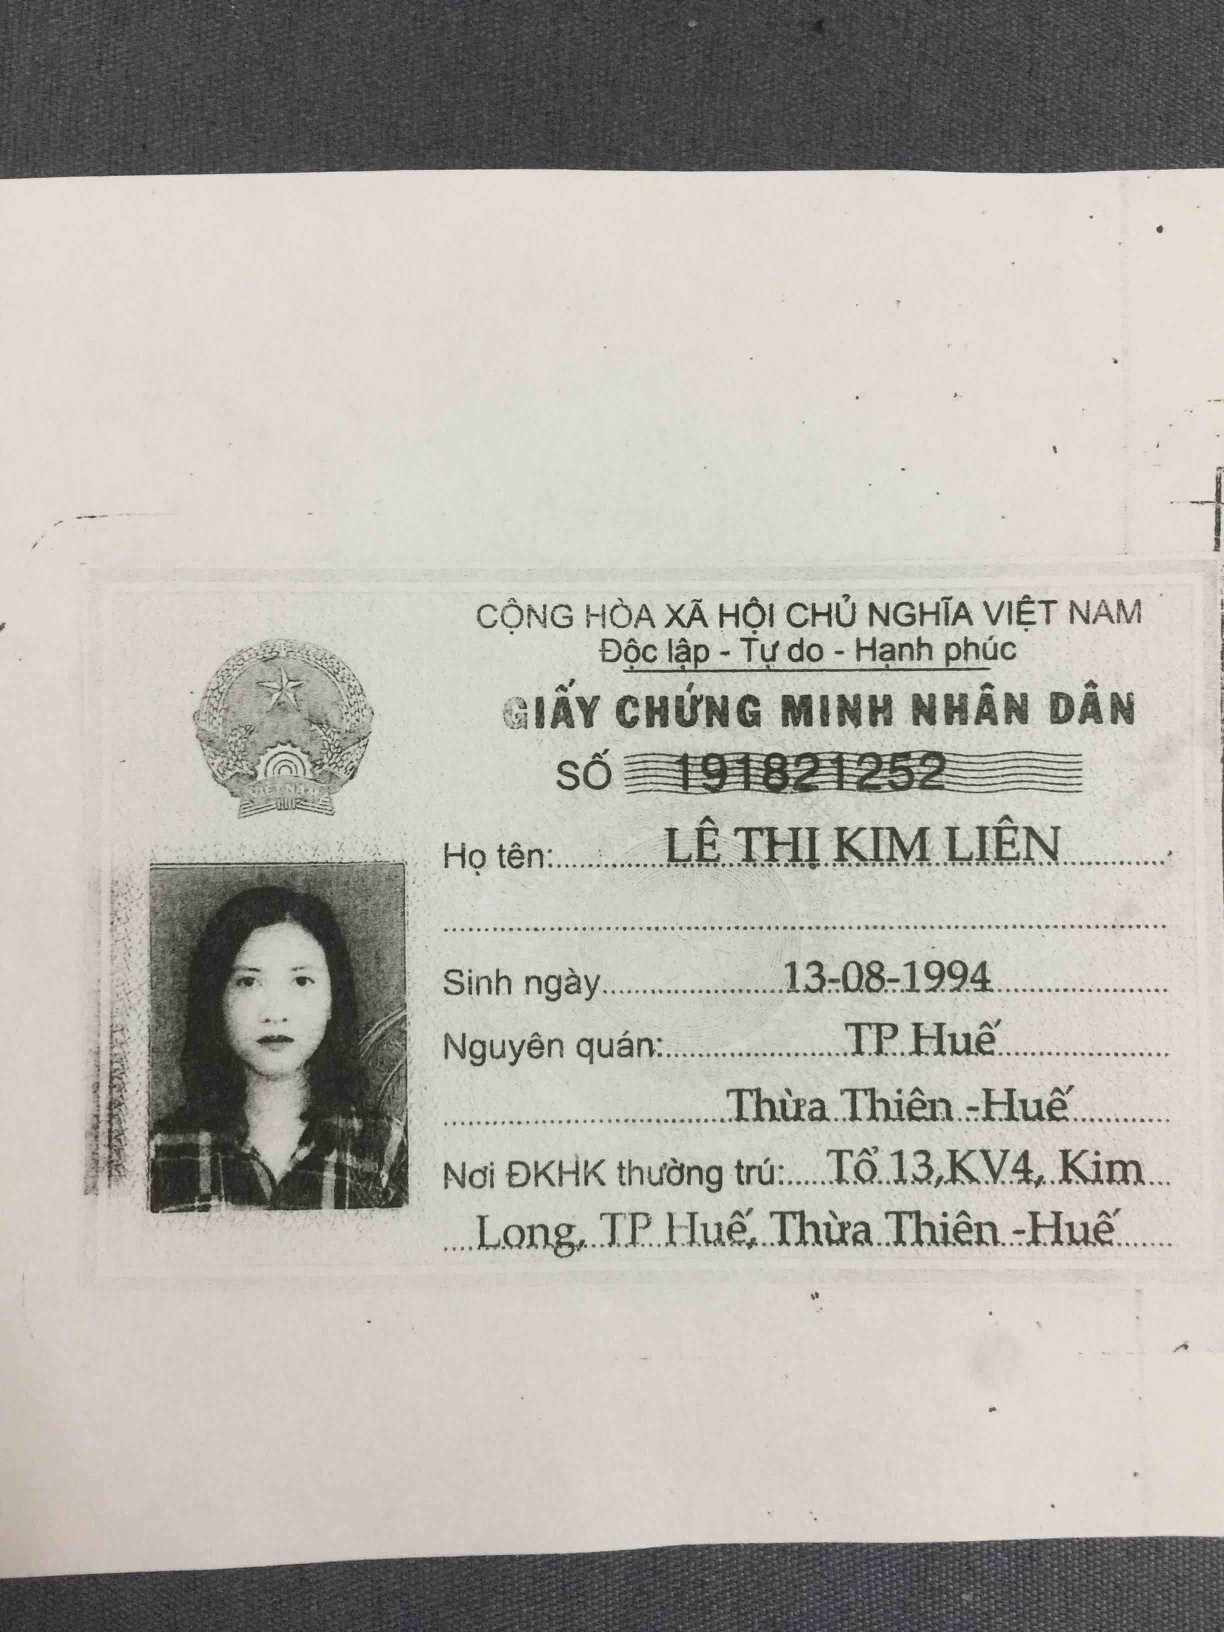 CỘNG HÒA XÃ HỘI CHỦ NGHĨA VIỆT NAM
Độc lập - Tự do - Hạnh phúc
GIẤY CHỨNG MINH NHÂN DÂN
SỐ 191821252
Họ tên: LÊ THỊ KIM LIÊN
Sinh ngày 13-08-1994
Nguyên quán: TP Huế
Thừa Thiên -Huế
Nơi ĐKHK thường trú: Tổ 13,KV4, Kim
Long, TP Huế, Thừa Thiên -Huế